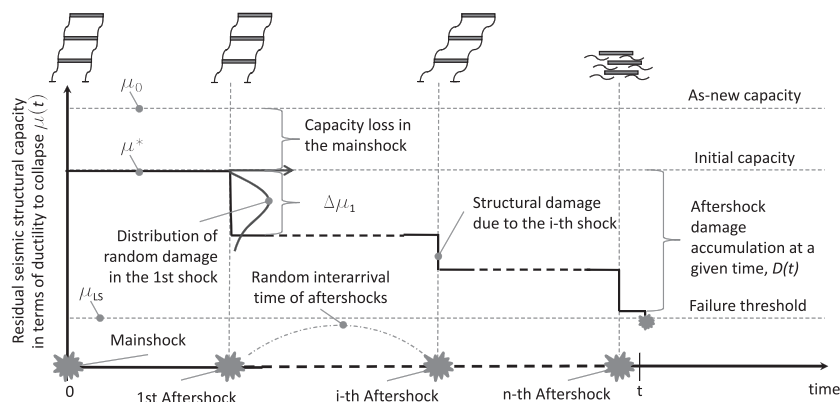 Residual seismic structural capacity
in terms of ductility to collapse μ(t)
μ0
As-new capacity
Capacity loss in
the mainshock
μ*
Initial capacity
Δμ1
Structural damage
due to the i-th shock
Aftershock
damage
accumulation at a
given time, D(t)
Distribution of
random damage
in the 1st shock
Random interarrival
time of aftershocks
μLS
Failure threshold
Mainshock
0
1st Aftershock
i-th Aftershock
n-th Aftershock
t
time